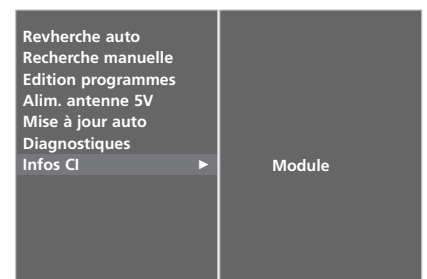 Revherche auto
Recherche manuelle
Edition programmes
Alim. antenne 5V
Mise à jour auto
Diagnostiques
Infos CI ► Module